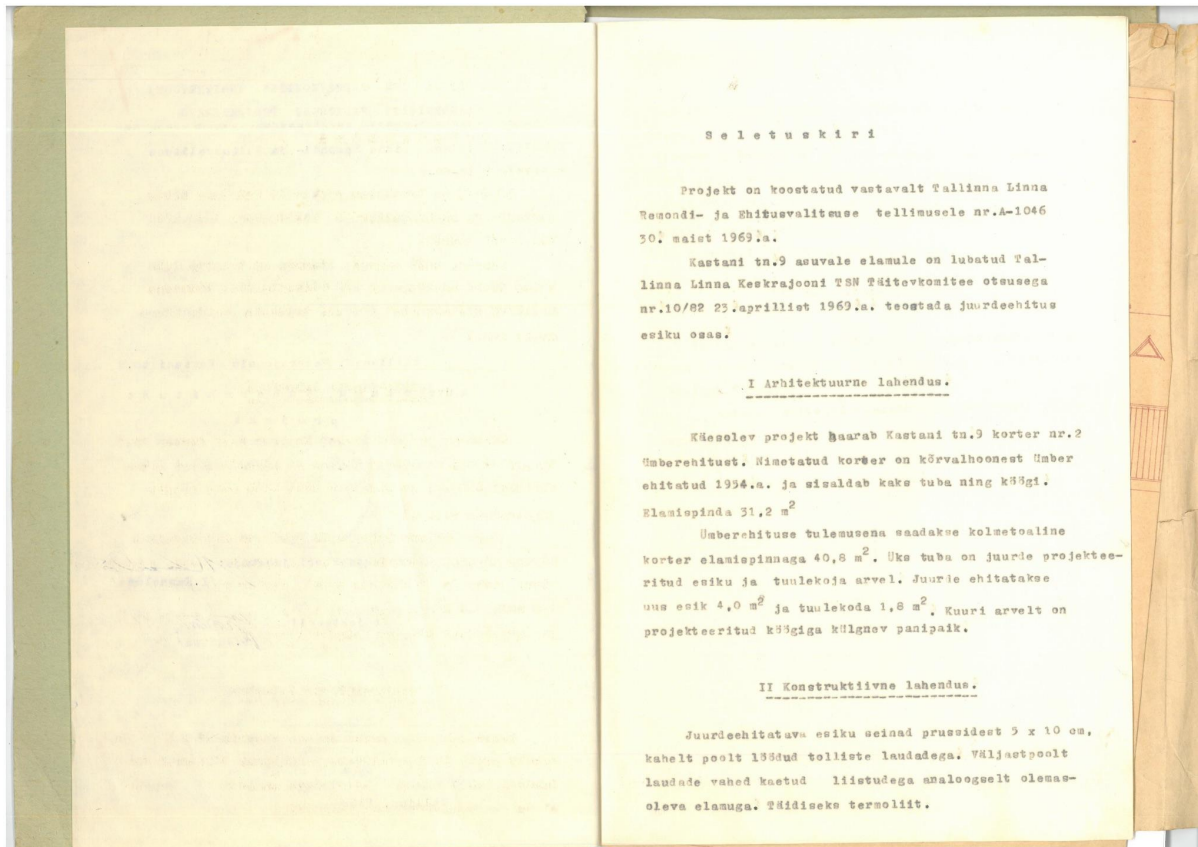 Seletuskiri
Projekt on koostatud vastavalt Tallinna Linna
Remondi- ja Ehitusvalitsuse tellimusele nr.A-1046
30. maist 1969.a.
Kastani tn.9 asuvale elamule on lubatud Tal-
linna Linna Keskrajooni TSN Täitevkomitee otsusega
nr.10/82 23.aprillist 1969.a. teostada juurdeehitus
esiku osas.
I Arhitektuurne lahendus.
Käesolev projekt haarab Kastani tn.9 korter nr.2
ümberehitust. Nimetatud korter on kõrvalhoonest ümber
ehitatud 1954.a. ja sisaldab kaks tuba ning köögi.
Elamispinda 31,2 m²
Ümberehituse tulemusena saadakse kolmetoaline
korter elamispinnaga 40,8 m². Üks tuba on juurde projektee-
ritud esiku ja tuulekoja arvel. Juurde ehitatakse
uus esik 4,0 m² ja tuulekoda 1,8 m². Kuuri arvelt on
projekteeritud köögiga külgnev panipaik.
II Konstruktiivne lahendus.
Juurdeehitatava esiku seinad prussidest 5 x 10 cm,
kahelt poolt löödud tolliste laudadega. Väljastpoolt
laudade vahed kaetud liistudega analoogselt olemas-
oleva elamuga. Täidiseks termoliit.